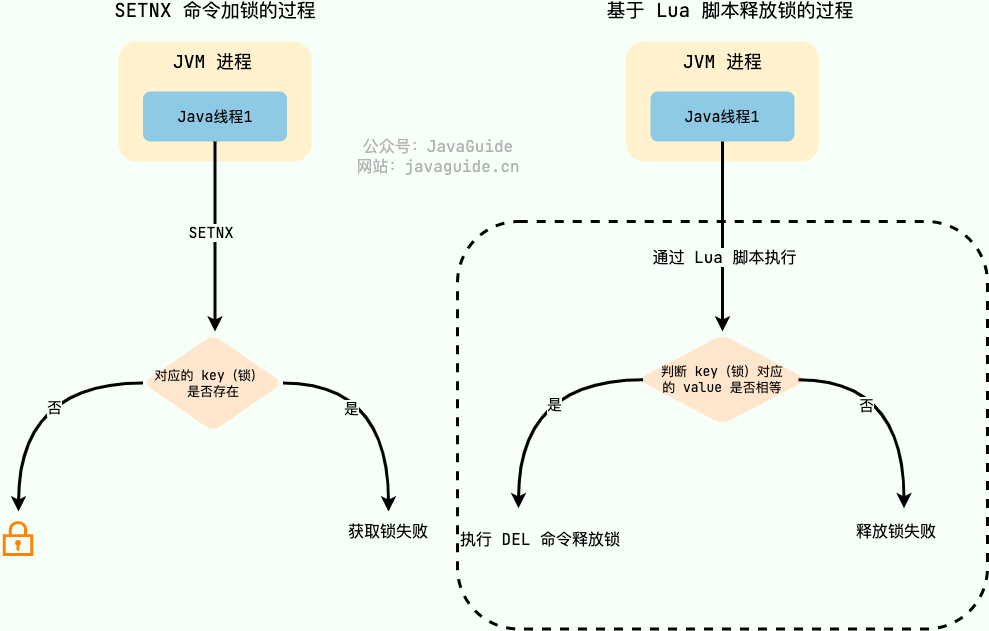 SETNX 命令加锁的过程
JVM 进程
Java线程1
SETNX
对应的 key（锁）
是否存在
否
是
获取锁失败
公众号：JavaGuide
网站：javaguide.cn
基于 Lua 脚本释放锁的过程
JVM 进程
Java线程1
通过 Lua 脚本执行
判断 key（锁）对应
的 value 是否相等
是
否
执行 DEL 命令释放锁
释放锁失败